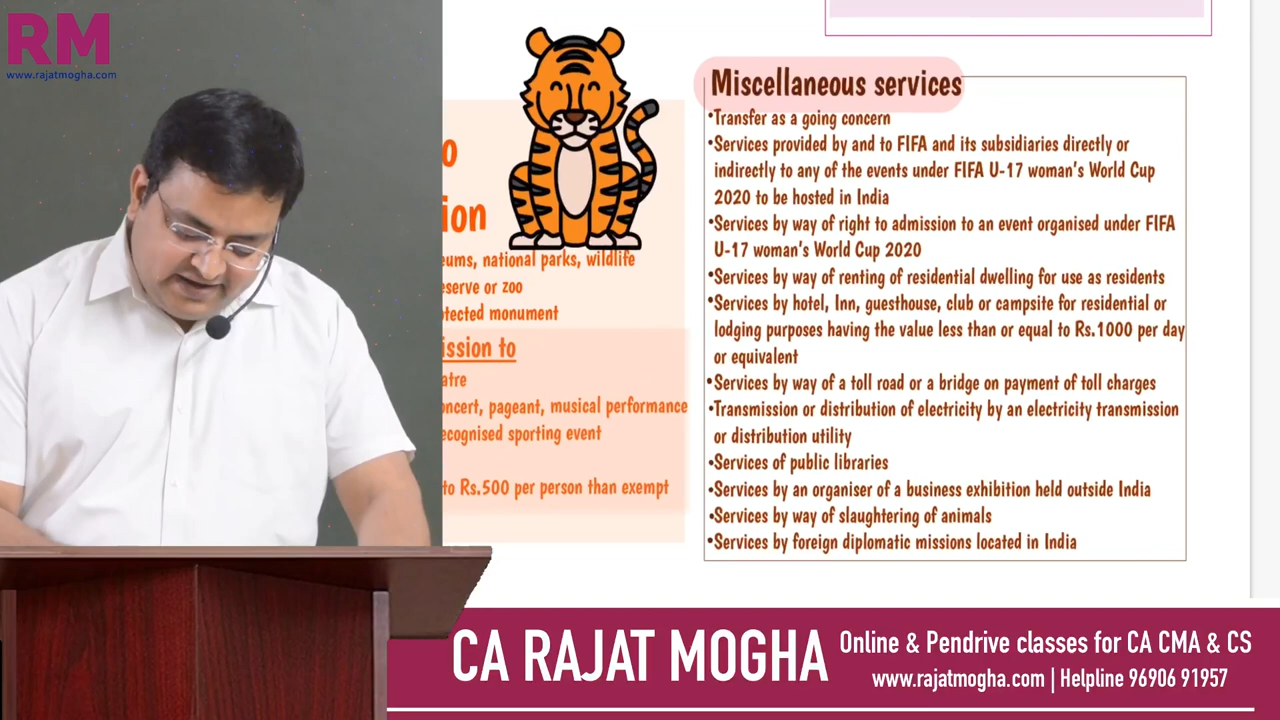 RM
www.rajatmogha.com
o
ion
eums, national parks, wildlife
eserve or zoo
otected monument
ission to
atre
oncert, pageant, musical performance
ecognised sporting event
to Rs.500 per person than exempt
Miscellaneous services
•Transfer as a going concern
•Services provided by and to FIFA and its subsidiaries directly or
indirectly to any of the events under FIFA U-17 woman's World Cup
2020 to be hosted in India
•Services by way of right to admission to an event organised under FIFA
U-17 woman's World Cup 2020
•Services by way of renting of residential dwelling for use as residents
•Services by hotel, Inn, guesthouse, club or campsite for residential or
lodging purposes having the value less than or equal to Rs.1000 per day
or equivalent
•Services by way of a toll road or a bridge on payment of toll charges
•Transmission or distribution of electricity by an electricity transmission
or distribution utility
•Services of public libraries
•Services by an organiser of a business exhibition held outside India
•Services by way of slaughtering of animals
•Services by foreign diplomatic missions located in India
CA RAJAT MOGHA
Online & Pendrive classes for CA CMA & CS
www.rajatmogha.com | Helpline 96906 91957